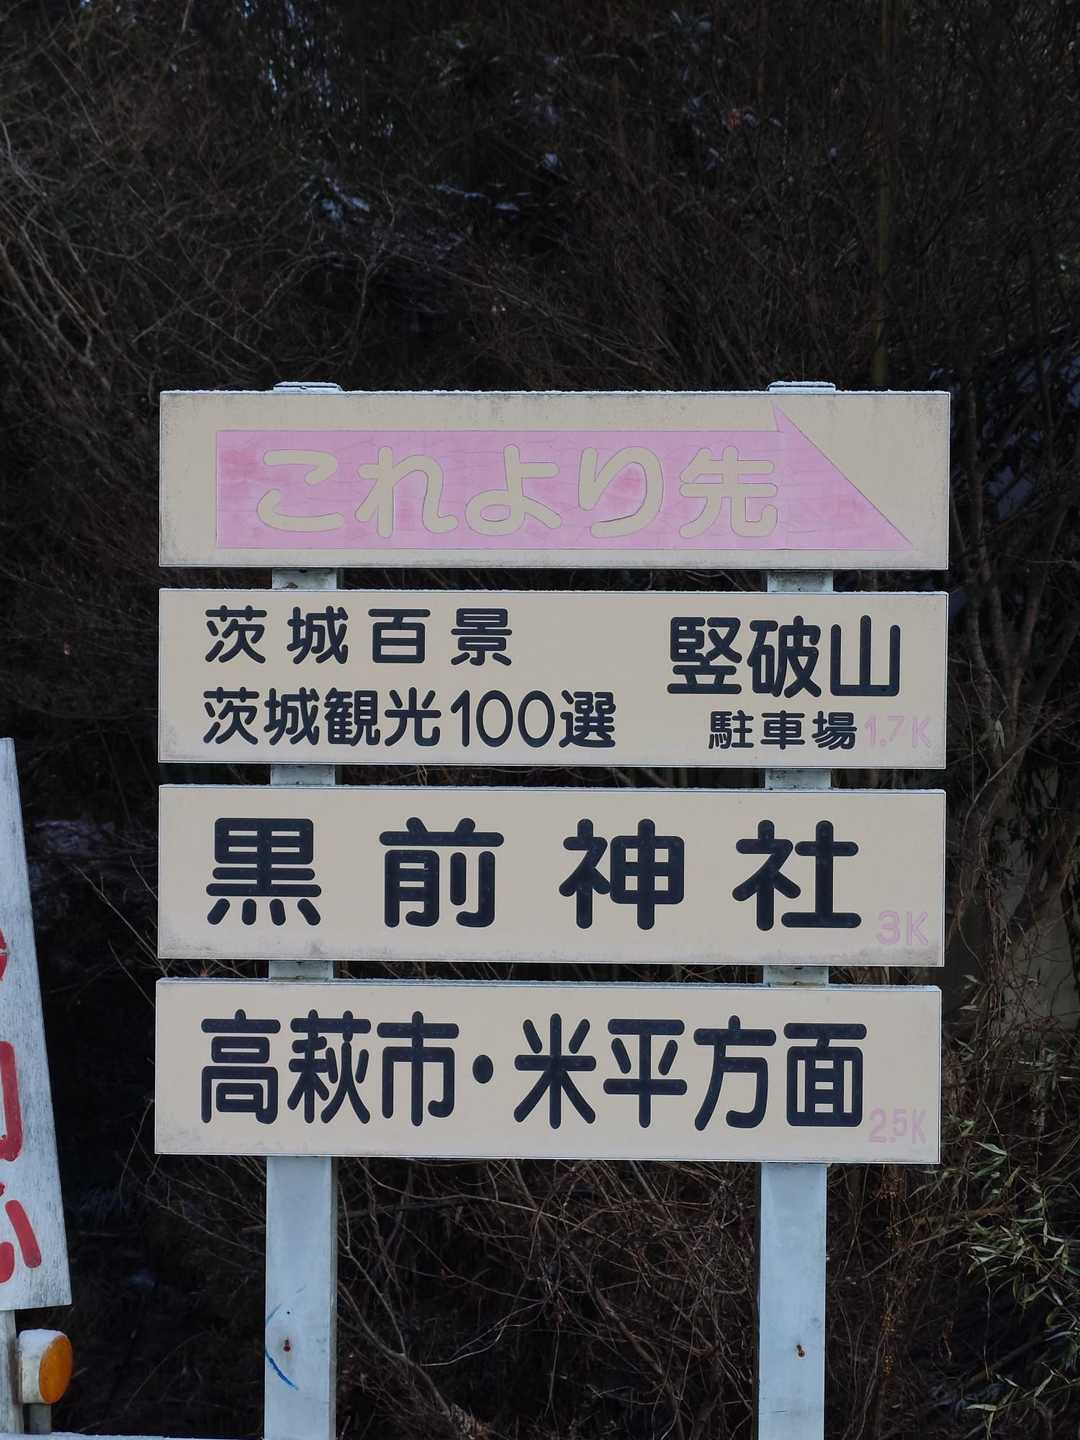 これより先
茨城百景
茨城観光100選
竪破山
駐車場1.7K
黒前神社
3K
高萩市・米平方面
2.5K